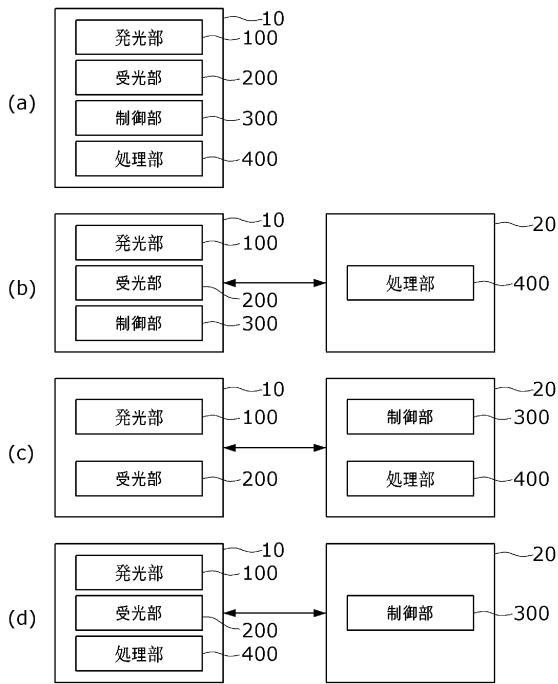 10
発光部 100
受光部 200
(a)
制御部 300
処理部 400
10 20
発光部 100
(b) 受光部 200 処理部 400
制御部 300
10 20
発光部 100 制御部 300
(c)
受光部 200 処理部 400
10 20
発光部 100
(d) 受光部 200 制御部 300
処理部 400